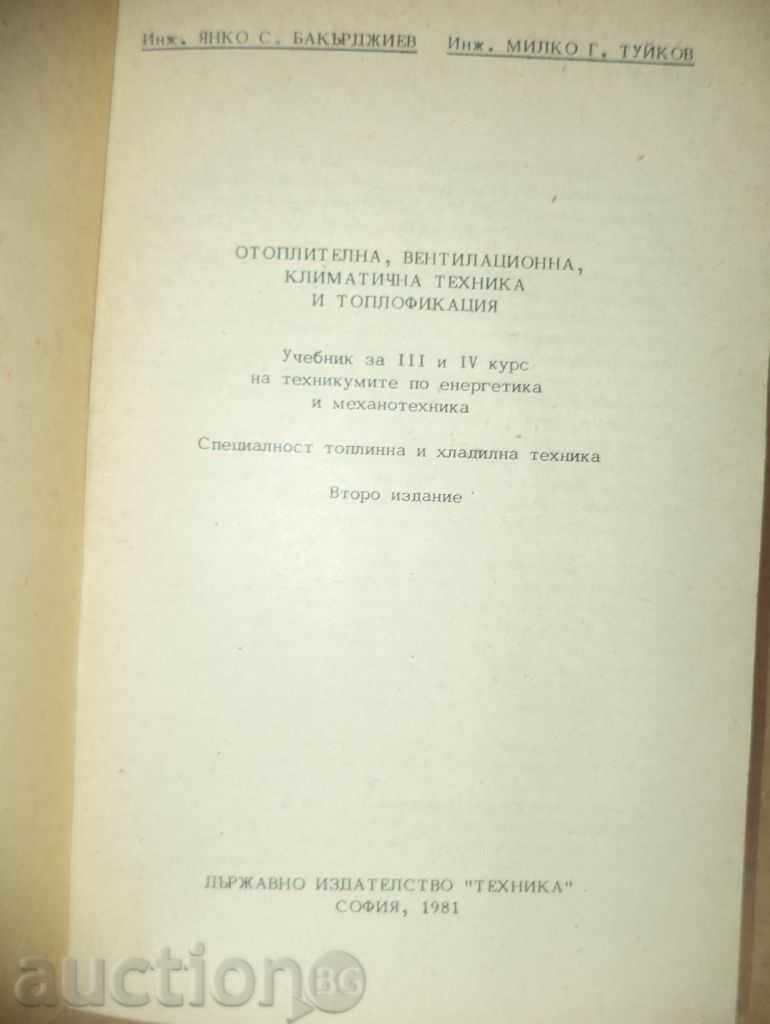 Инж. ЯНКО С. БАКЪРДЖИЕВ Инж. МИЛКО Г. ТУЙКОВ
ОТОПЛИТЕЛНА, ВЕНТИЛАЦИОННА,
КЛИМАТИЧНА ТЕХНИКА
И ТОПЛОФИКАЦИЯ
Учебник за III и IV курс
на техникумите по енергетика
и механотехника
Специалност топлинна и хладилна техника
Второ издание
ДЪРЖАВНО ИЗДАТЕЛСТВО "ТЕХНИКА"
СОФИЯ, 1981
auction BG